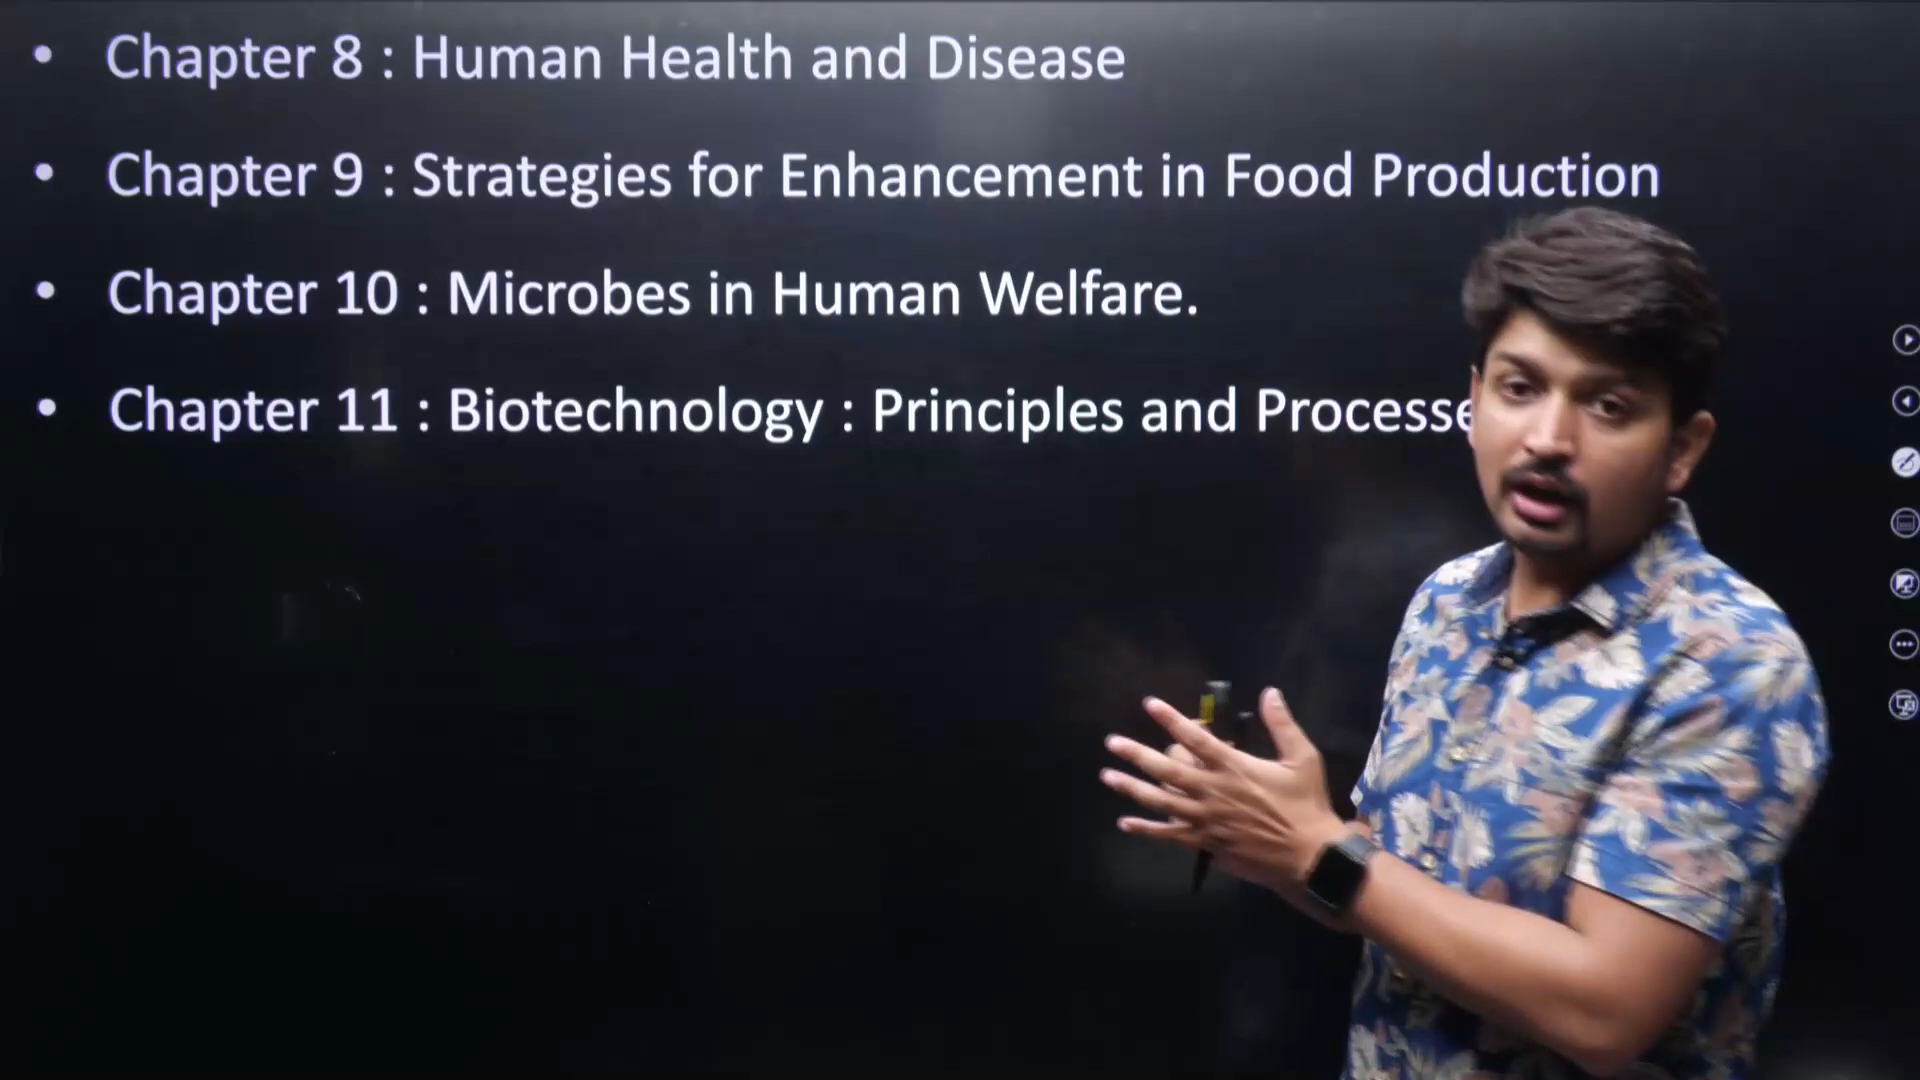 • Chapter 8 : Human Health and Disease
• Chapter 9 : Strategies for Enhancement in Food Production
• Chapter 10 : Microbes in Human Welfare.
• Chapter 11 : Biotechnology : Principles and